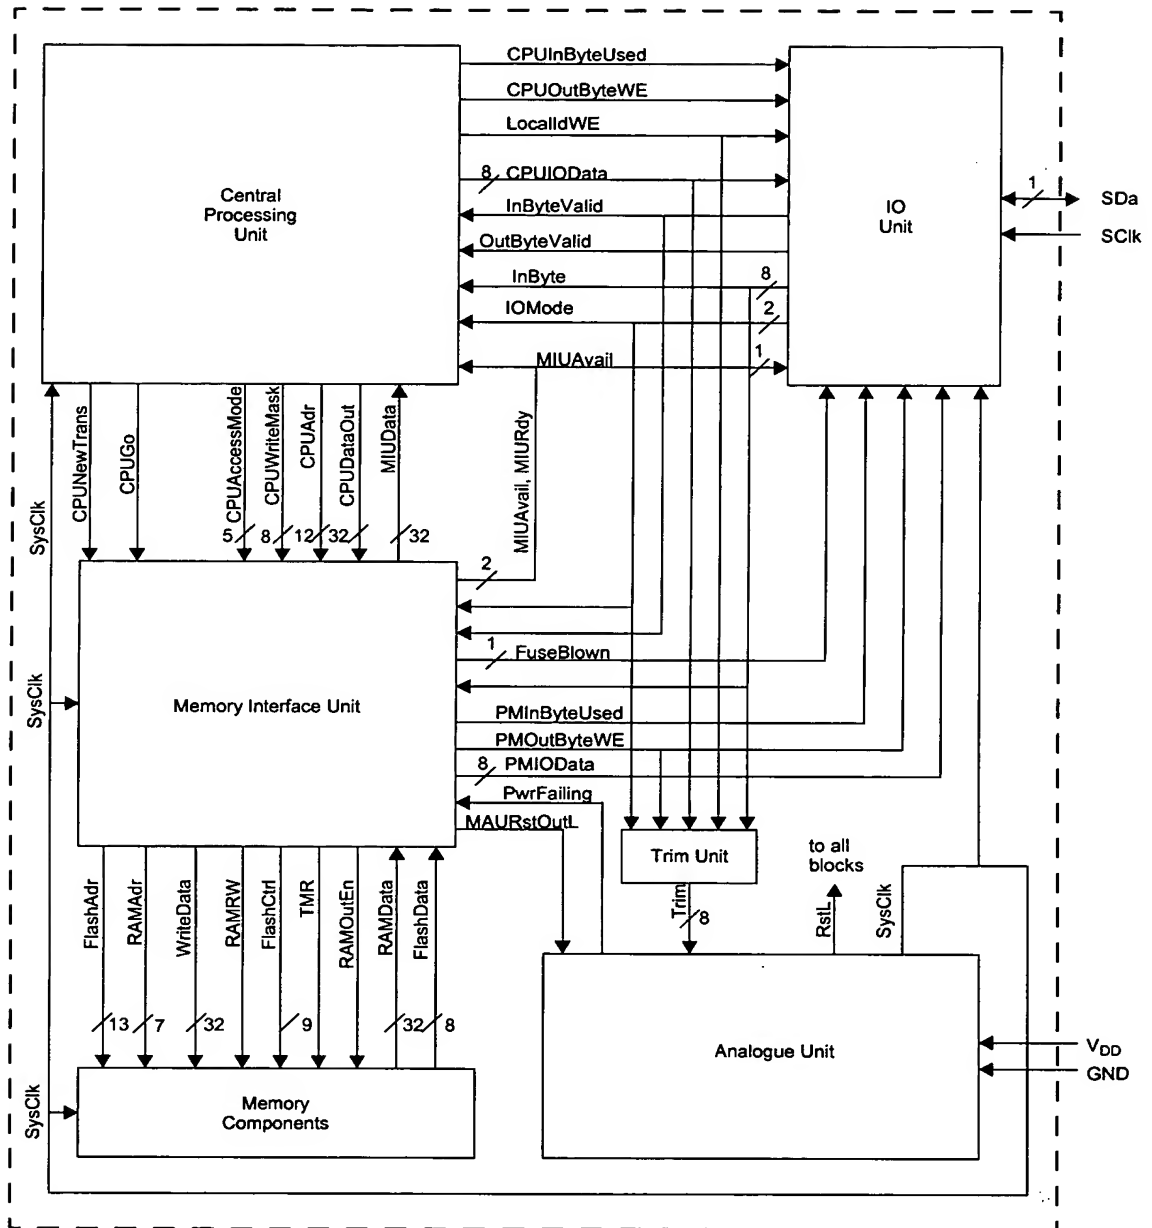 CPUInByteUsed
CPUOutByteWE
LocalIdWE
8 CPUIOData
InByteValid
OutByteValid
InByte 8
IOMode 2
MIUAvail 1
Central
Processing
Unit
IO
Unit
1
SDa
SClk
SysClk
CPUNewTrans
CPUGo
CPUAccessMode
CPUWriteMask
CPUAdr
CPUDataOut
MIUData
MIUAvail, MIURdy
5 8 12 32 32
2
1
FuseBlown
SysClk
Memory Interface Unit
PMInByteUsed
PMOutByteWE
8 PMIOData
PwrFailing
MAURstOutL
Trim Unit
to all
blocks
FlashAdr
RAMAdr
WriteData
RAMRW
FlashCtrl
TMR
RAMOutEn
RAMData
FlashData
Trim
8
RstL
SysClk
13 7 32 9 32 8
Analogue Unit
VDD
GND
SysClk
Memory
Components